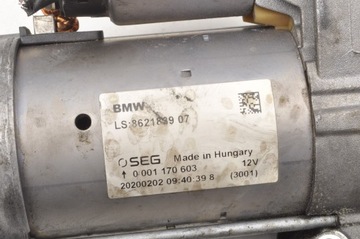 BMW
LS:8621839 07
SEG Made in Hungary
↑ 0 001 170 603 12V
20200202 09:40:39 8 (3001)